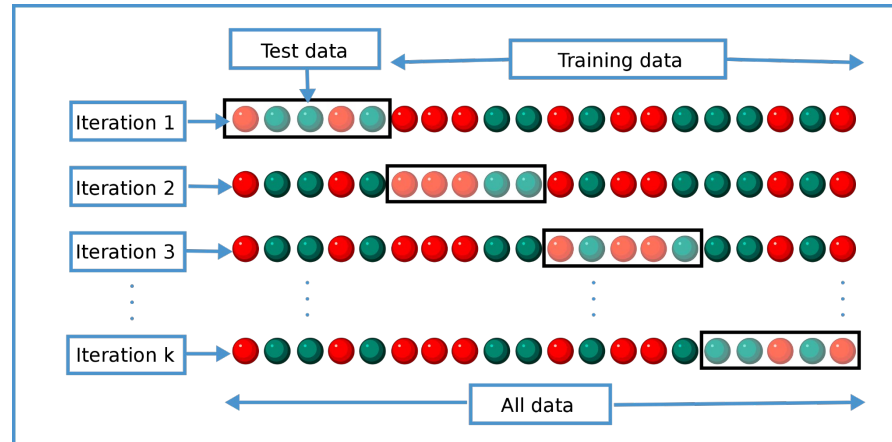 Test data
Training data
Iteration 1
Iteration 2
Iteration 3
Iteration k
All data